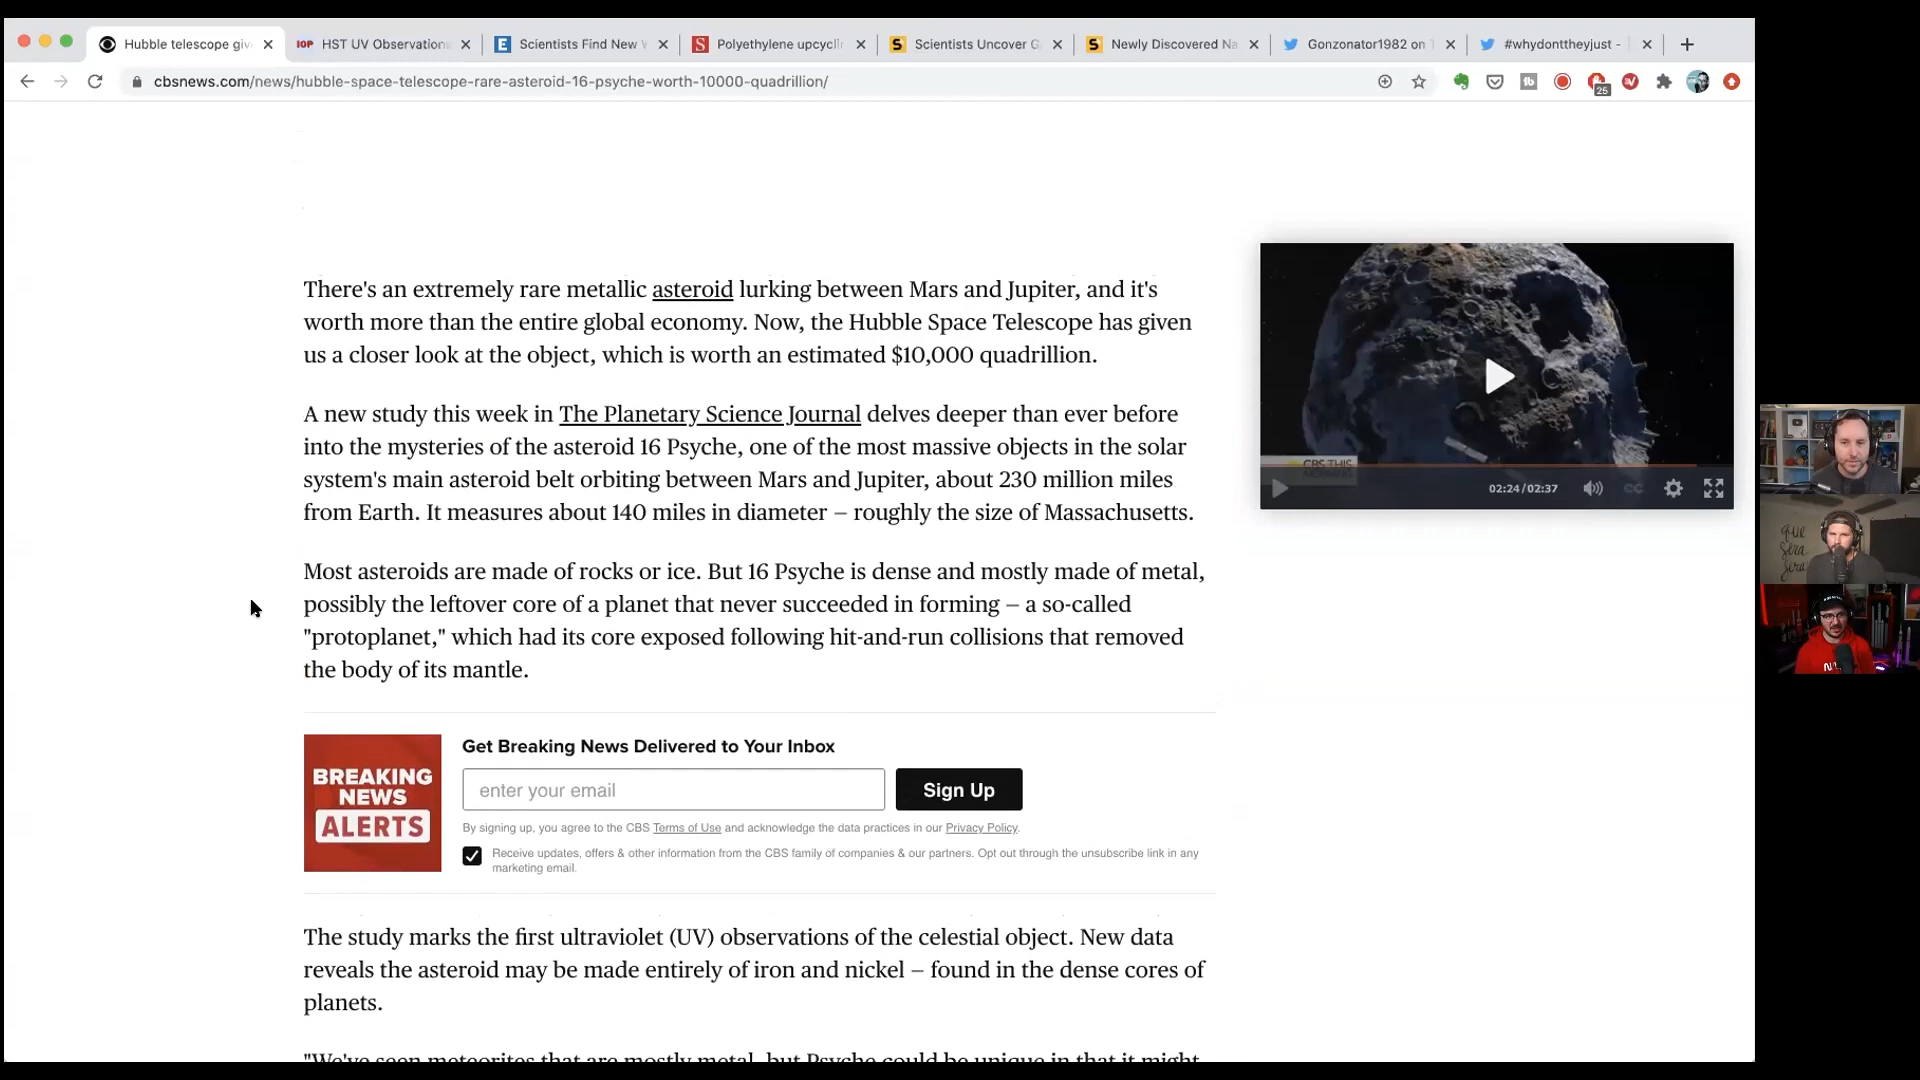 Hubble telescope giv
IOP HST UV Observation
E Scientists Find New
S Polyethylene upcycli
S Scientists Uncover G
S Newly Discovered Na
Gonzonator1982 on T
#whydonttheyjust -
cbsnews.com/news/hubble-space-telescope-rare-asteroid-16-psyche-worth-10000-quadrillion/
tb
25
There's an extremely rare metallic asteroid lurking between Mars and Jupiter, and it's
worth more than the entire global economy. Now, the Hubble Space Telescope has given
us a closer look at the object, which is worth an estimated $10,000 quadrillion.
A new study this week in The Planetary Science Journal delves deeper than ever before
into the mysteries of the asteroid 16 Psyche, one of the most massive objects in the solar
system's main asteroid belt orbiting between Mars and Jupiter, about 230 million miles
from Earth. It measures about 140 miles in diameter – roughly the size of Massachusetts.
Most asteroids are made of rocks or ice. But 16 Psyche is dense and mostly made of metal,
possibly the leftover core of a planet that never succeeded in forming – a so-called
"protoplanet," which had its core exposed following hit-and-run collisions that removed
the body of its mantle.
CBS THIS
02:24/02:37
CC
que
sera
sera
BREAKING
NEWS
ALERTS
Get Breaking News Delivered to Your Inbox
enter your email
Sign Up
By signing up, you agree to the CBS Terms of Use and acknowledge the data practices in our Privacy Policy.
Receive updates, offers & other information from the CBS family of companies & our partners. Opt out through the unsubscribe link in any
marketing email.
The study marks the first ultraviolet (UV) observations of the celestial object. New data
reveals the asteroid may be made entirely of iron and nickel – found in the dense cores of
planets.
"We've seen meteorites that are mostly metal, but Psyche could be unique in that it might